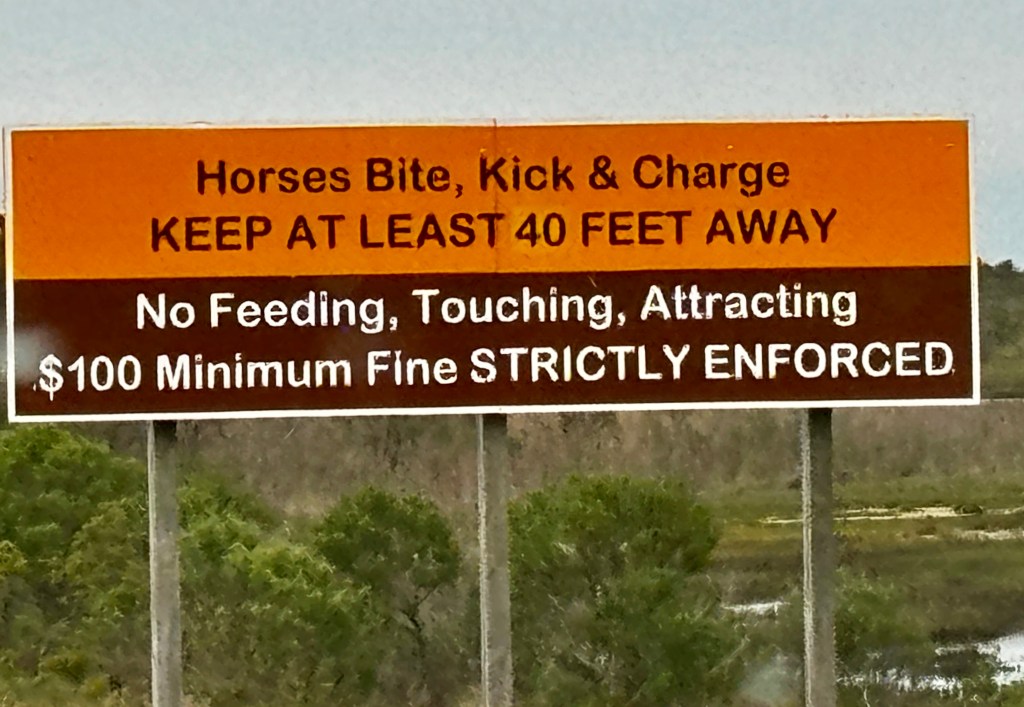 Horses Bite, Kick & Charge
KEEP AT LEAST 40 FEET AWAY
No Feeding, Touching, Attracting
$100 Minimum Fine STRICTLY ENFORCED